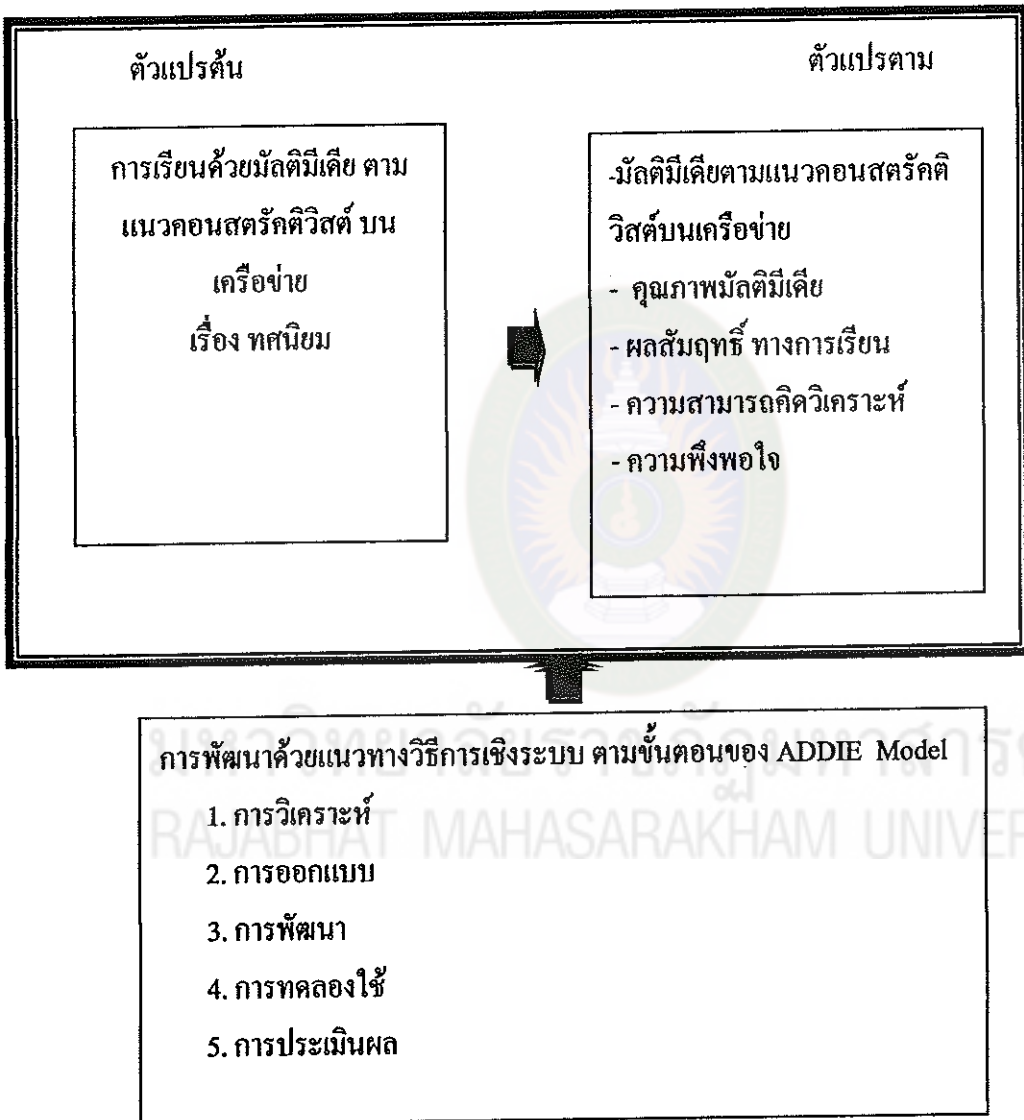 ตัวแปรต้น
ตัวแปรตาม
การเรียนด้วยมัลติมีเดีย ตาม
แนวคอนสตรัคติวิสต์ บน
เครือข่าย
เรื่อง ทศนิยม
-มัลติมีเดียตามแนวคอนสตรัคติ
วิสต์บนเครือข่าย
- คุณภาพมัลติมีเดีย
- ผลสัมฤทธิ์ ทางการเรียน
- ความสามารถคิดวิเคราะห์
- ความพึงพอใจ
การพัฒนาด้วยแนวทางวิธีการเชิงระบบ ตามขั้นตอนของ ADDIE Model
1. การวิเคราะห์
2. การออกแบบ
3. การพัฒนา
4. การทดลองใช้
5. การประเมินผล
RAJABHAT MAHASARAKHAM